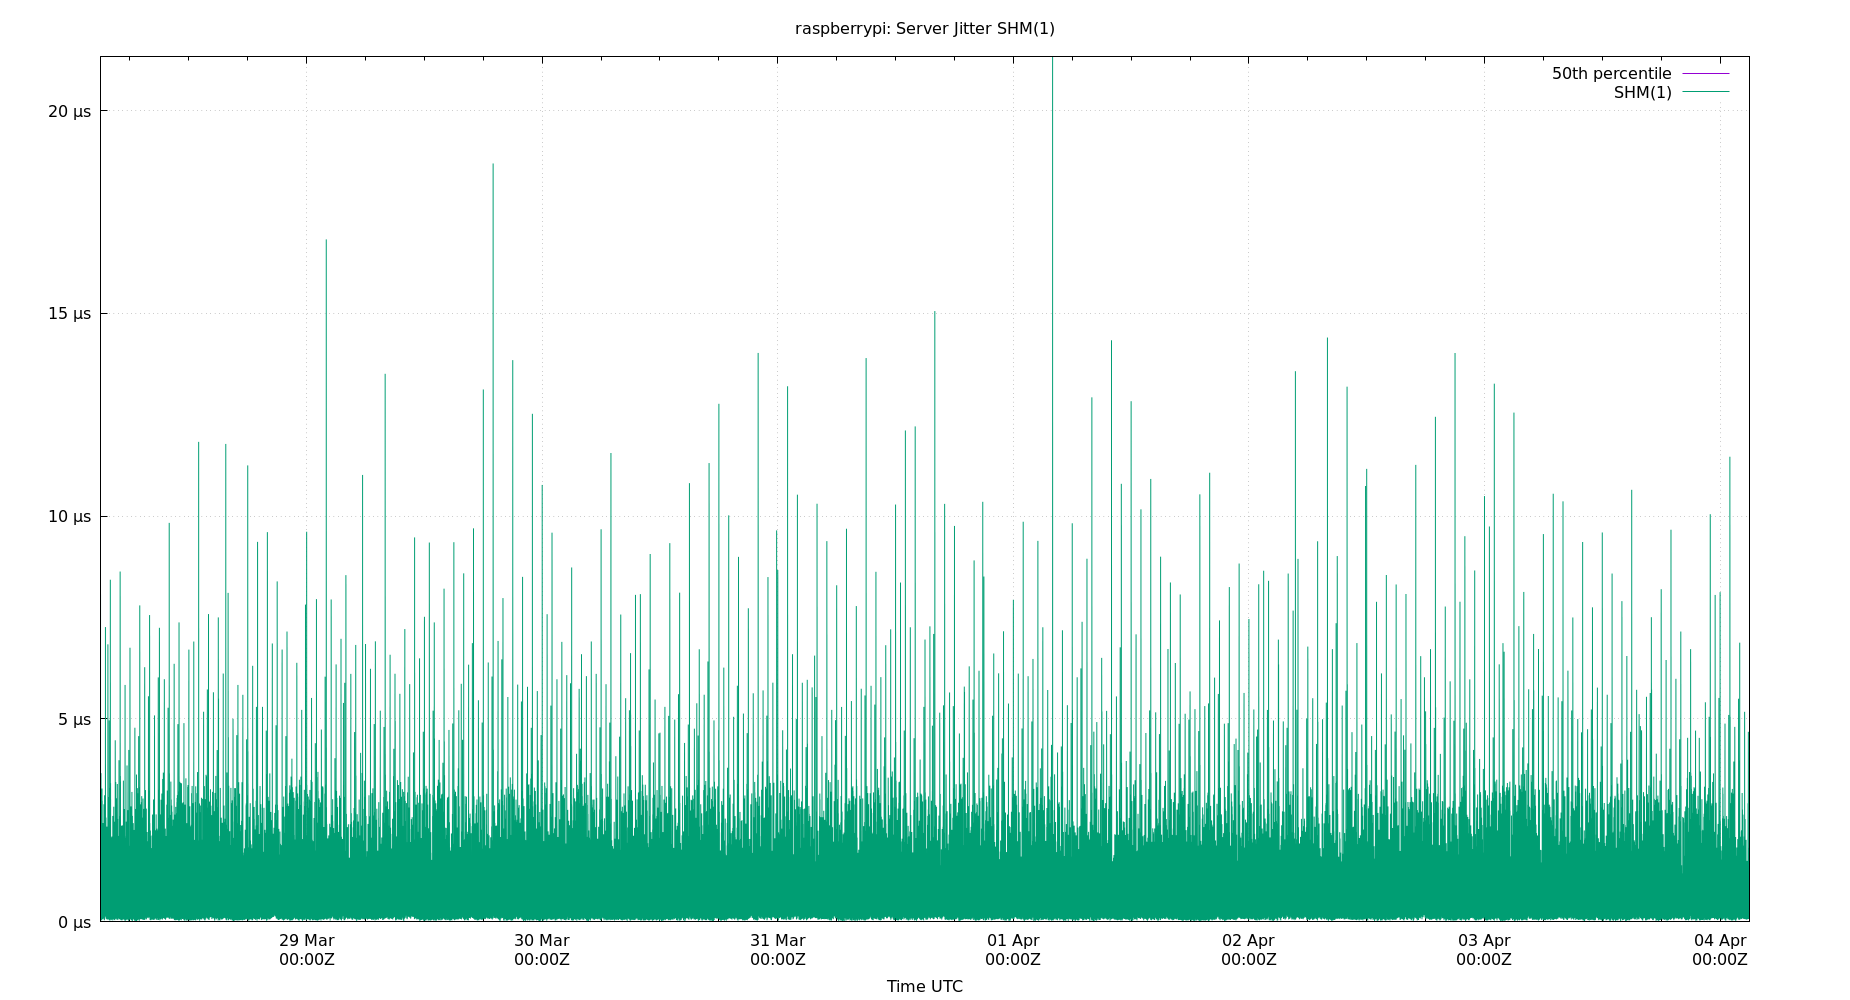 raspberrypi: Server Jitter SHM(1)
50th percentile
SHM(1)
20 µs
15 µs
10 µs
5 µs
0 µs
29 Mar 30 Mar 31 Mar 01 Apr 02 Apr 03 Apr 04 Apr
00:00Z 00:00Z 00:00Z 00:00Z 00:00Z 00:00Z 00:00Z
Time UTC